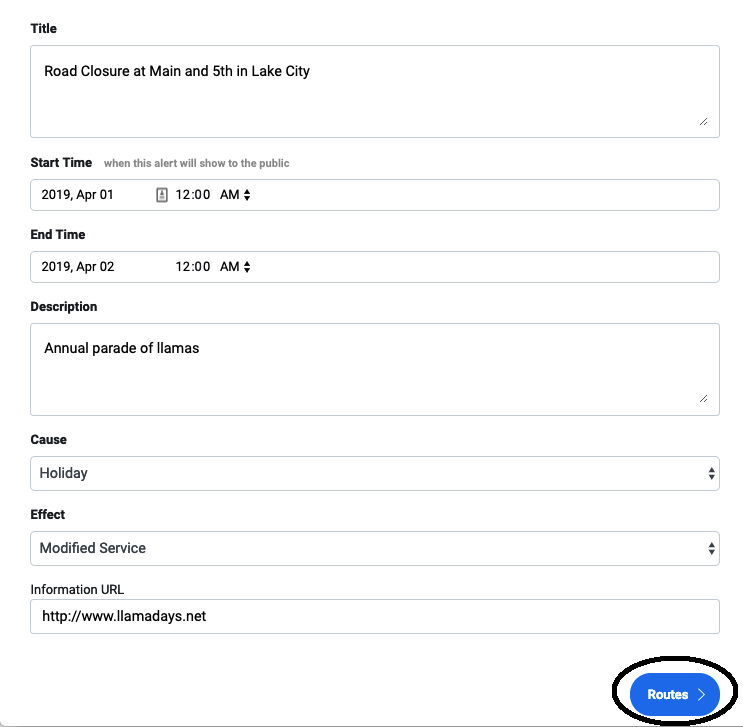 Title
Road Closure at Main and 5th in Lake City
Start Time when this alert will show to the public
2019, Apr 01 12:00 AM
End Time
2019, Apr 02 12:00 AM
Description
Annual parade of llamas
Cause
Holiday
Effect
Modified Service
Information URL
http://www.llamadays.net
Routes